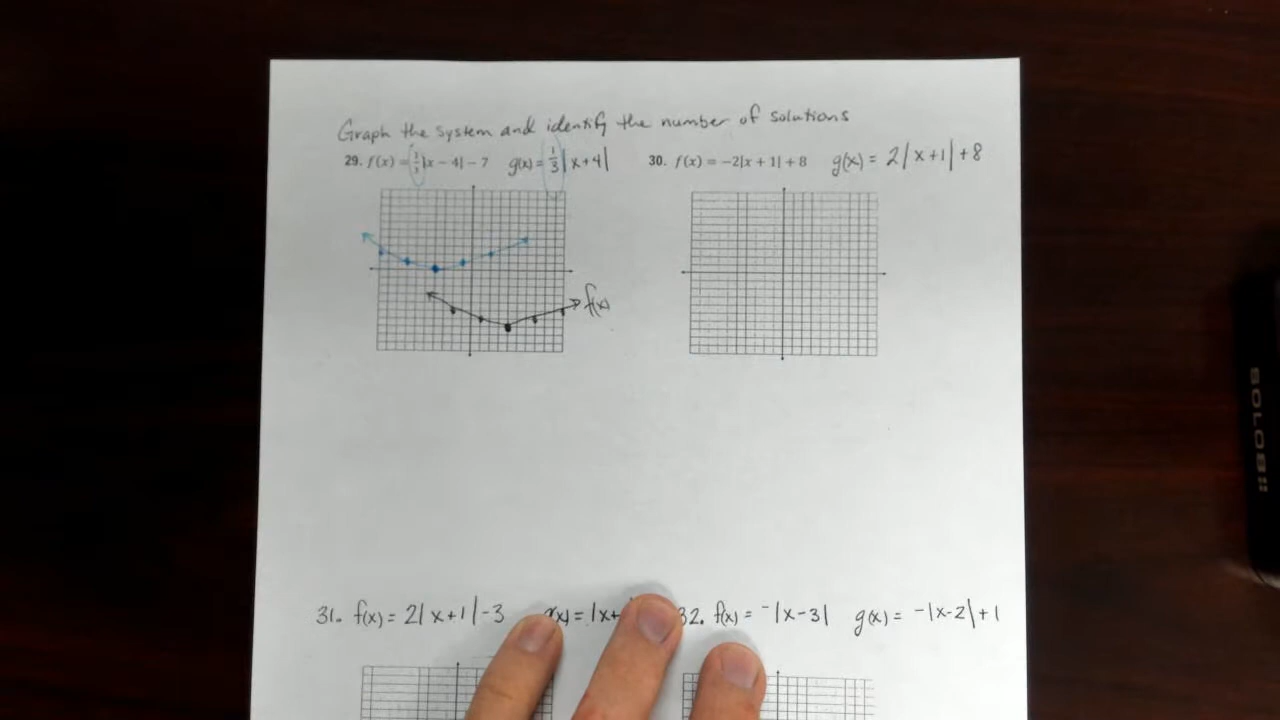 Graph the system and identify the number of solutions
29. f(x) = 1/3|x − 4| − 7 g(x) = 1/3|x+4|
30. f(x) = −2|x + 1| + 8 g(x) = 2|x+1|+8
f(x)
31. f(x) = 2|x+1|-3 (x) = |x+
32. f(x) = -|x-3| g(x) = -|x-2|+1
SOLO